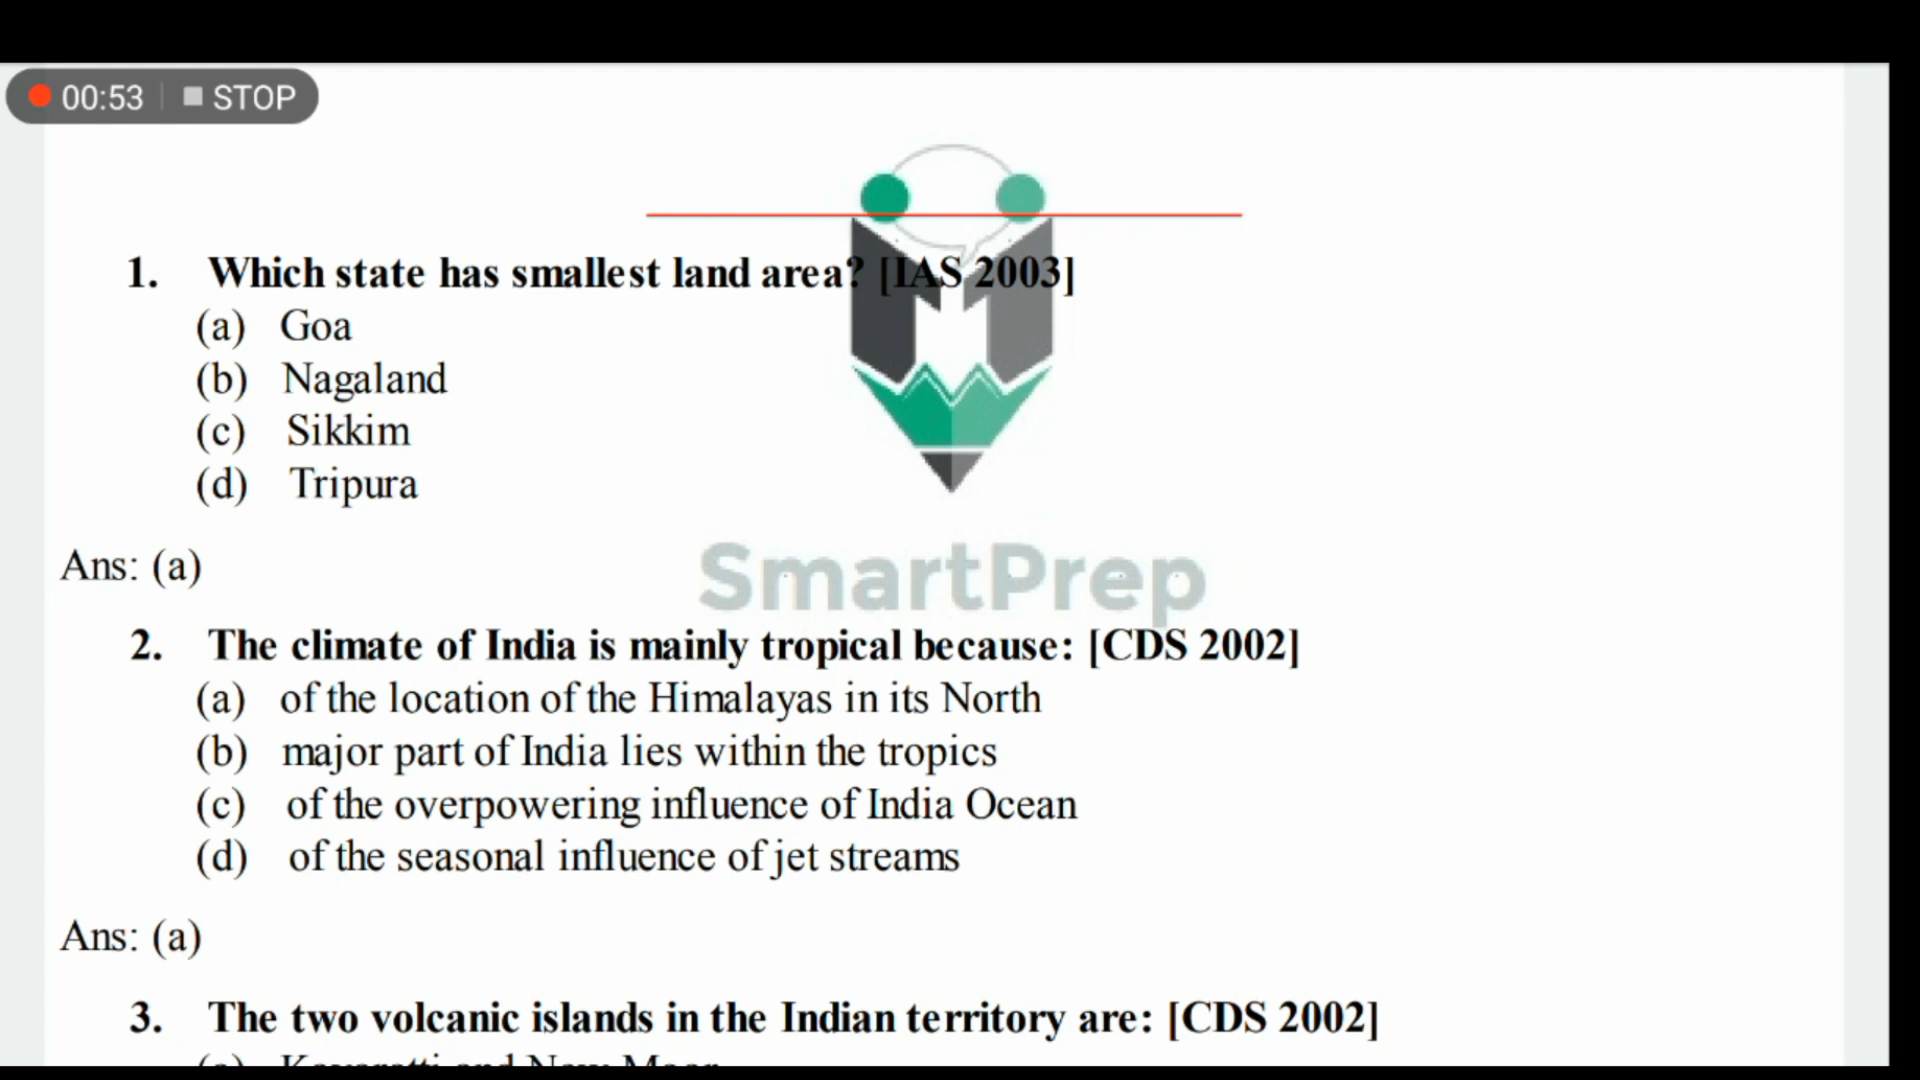 00:53 STOP
1. Which state has smallest land area? [IAS 2003]
(a) Goa
(b) Nagaland
(c) Sikkim
(d) Tripura
Ans: (a)
SmartPrep
2. The climate of India is mainly tropical because: [CDS 2002]
(a) of the location of the Himalayas in its North
(b) major part of India lies within the tropics
(c) of the overpowering influence of India Ocean
(d) of the seasonal influence of jet streams
Ans: (a)
3. The two volcanic islands in the Indian territory are: [CDS 2002]